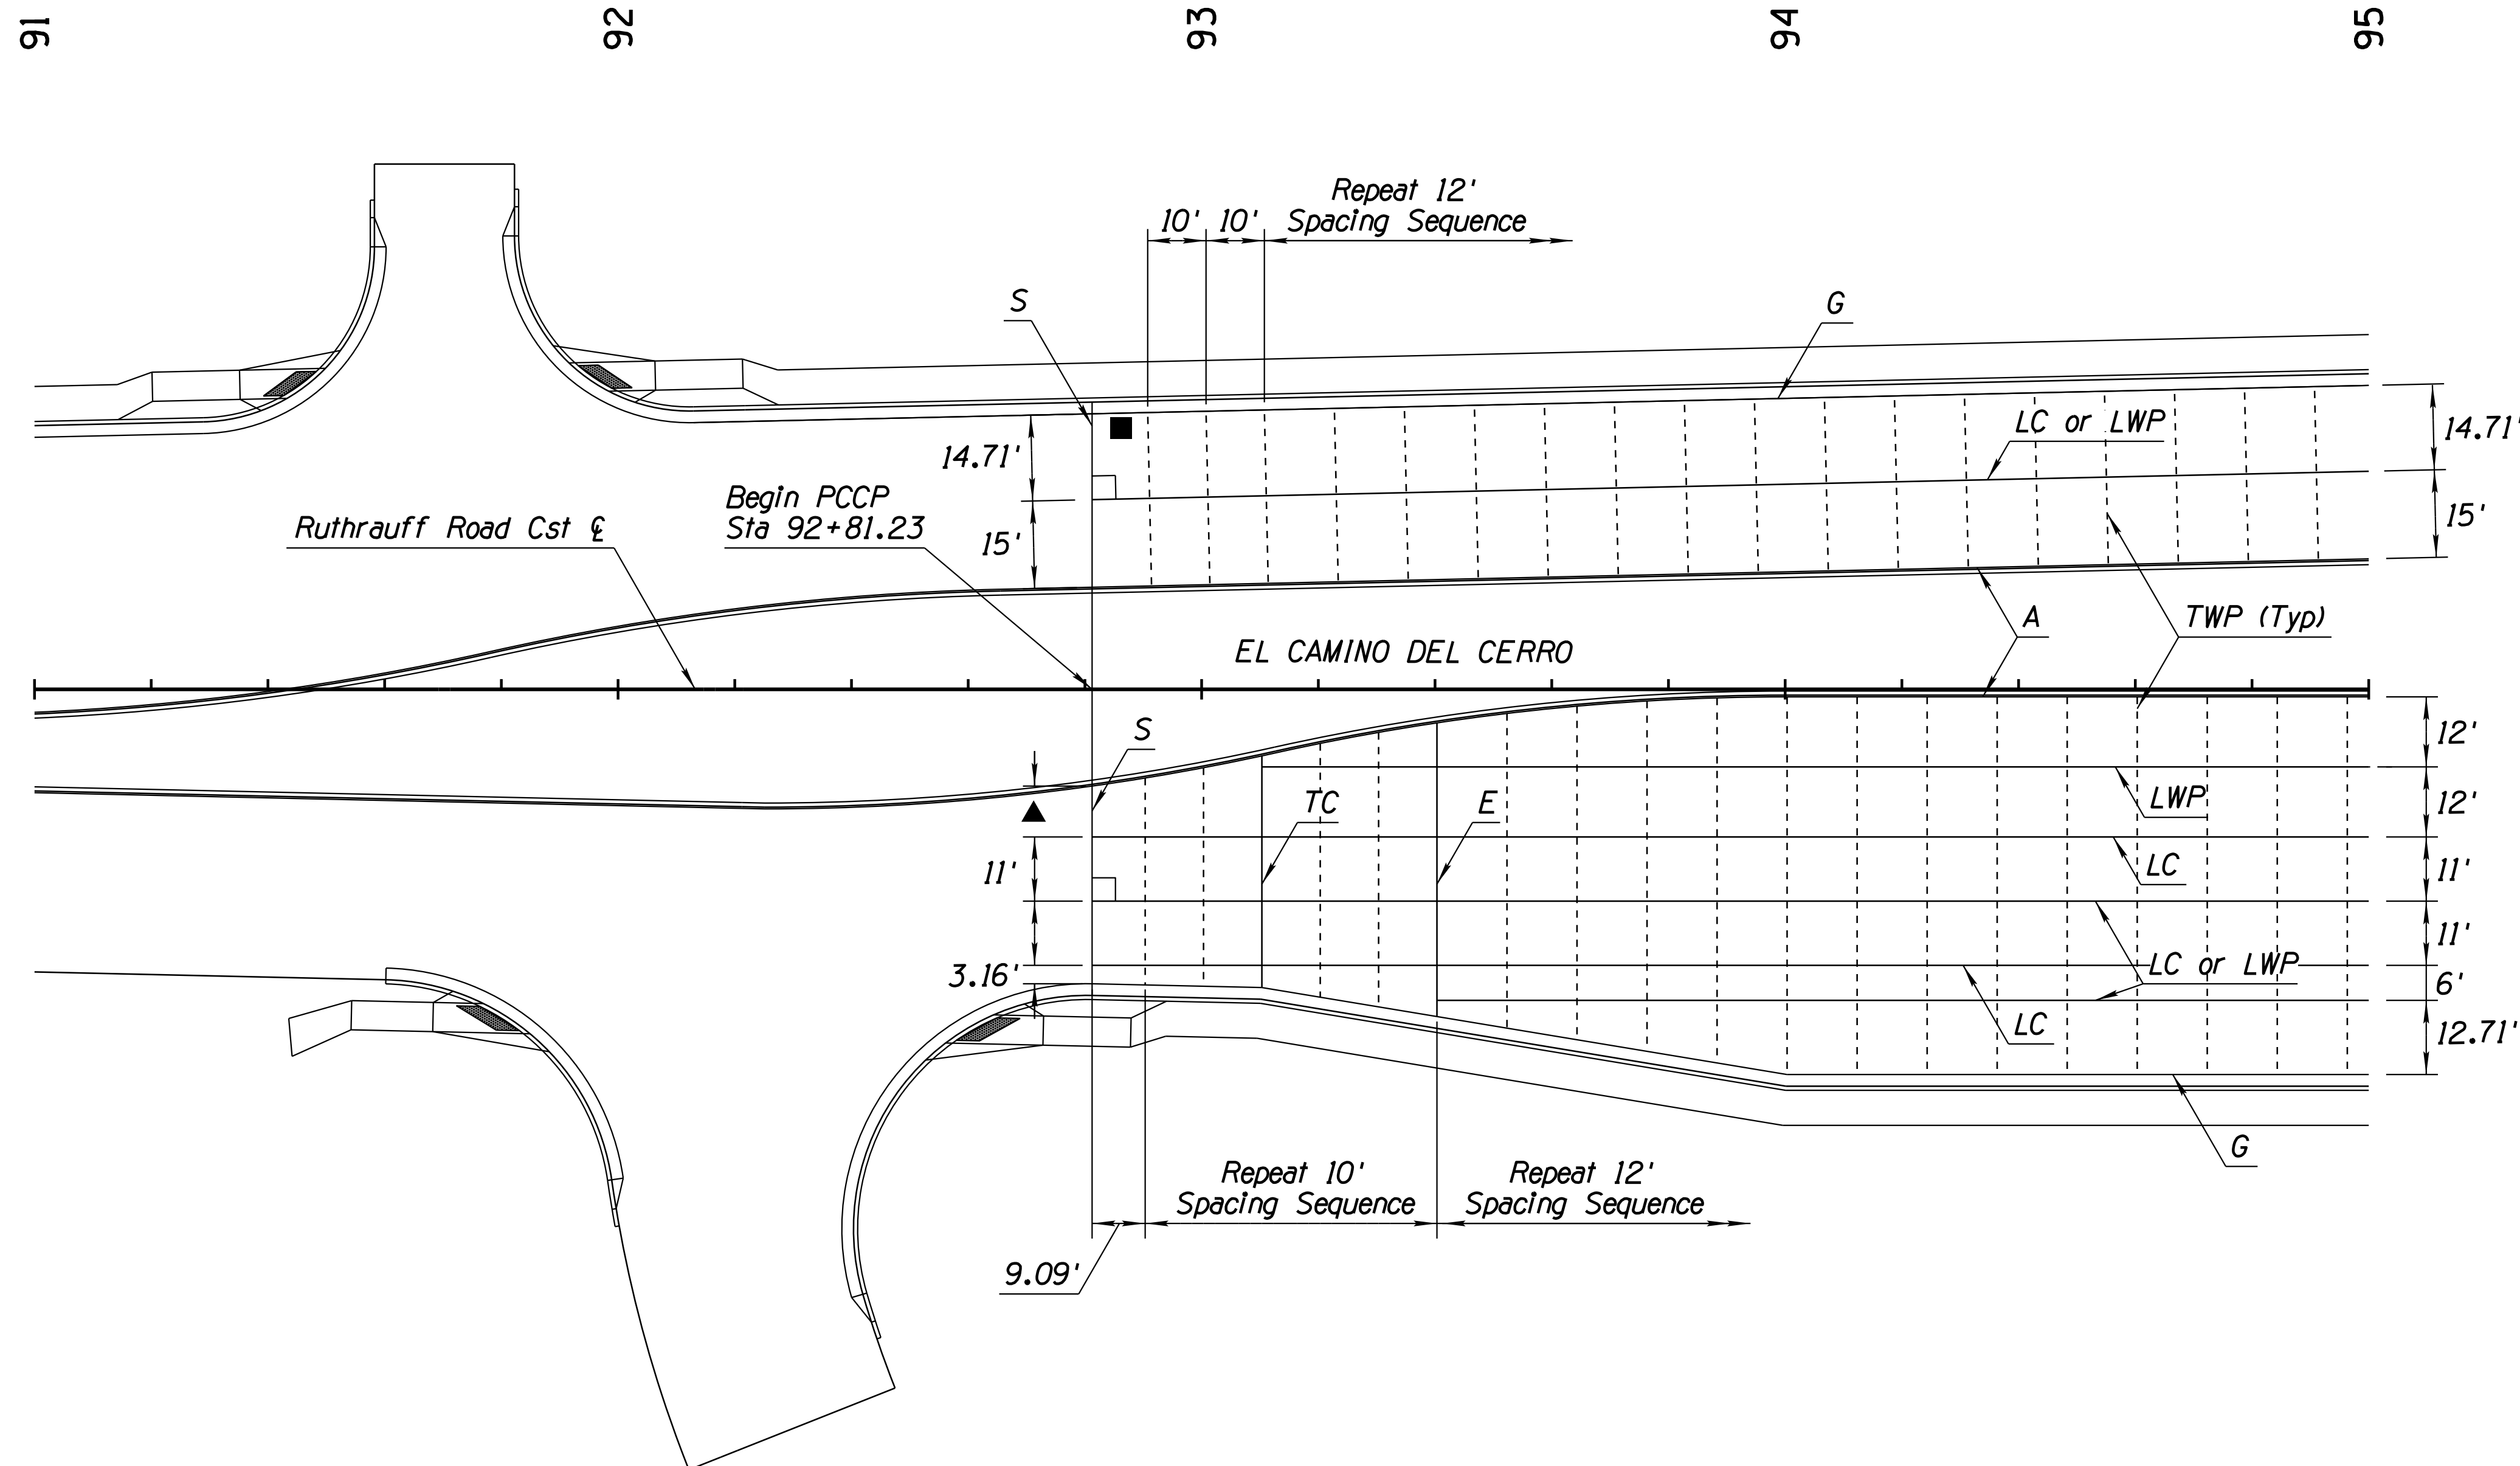 91
92
93
94
95
Repeat 12'
10'
10'
Spacing Sequence
S
G
LC or LWP
14.71'
14.71'
Begin PCCP
Sta 92+81.23
Ruthrauff Road Cst ℄
15'
15'
A
TWP (Typ)
EL CAMINO DEL CERRO
S
12'
TC
E
LWP
12'
11'
LC
11'
11'
3.16'
LC or LWP
6'
LC
12.71'
G
Repeat 10'
Spacing Sequence
Repeat 12'
Spacing Sequence
9.09'